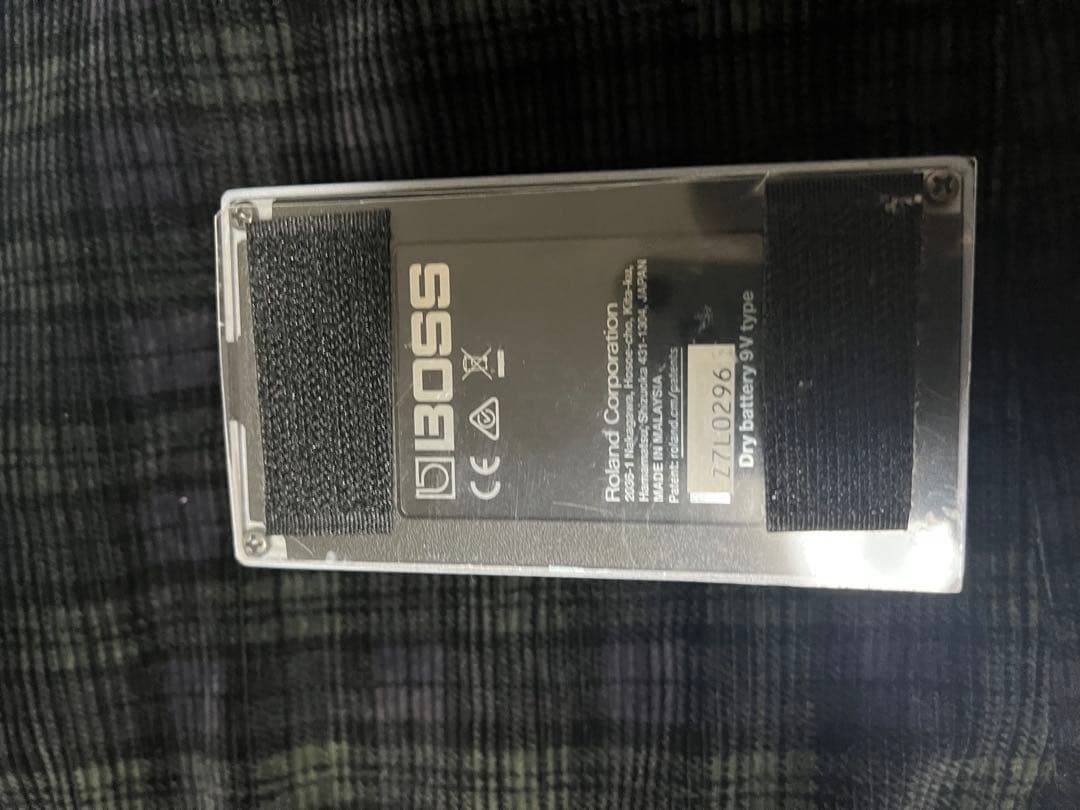 BOSS
CE
Roland Corporation
2036-1 Nakagawa, Hosoe-cho, Kita-ku,
Hamamatsu, Shizuoka 431-1304, JAPAN
MADE IN MALAYSIA
Patent: roland.cm/patents
Z7L0296
Dry battery 9V type